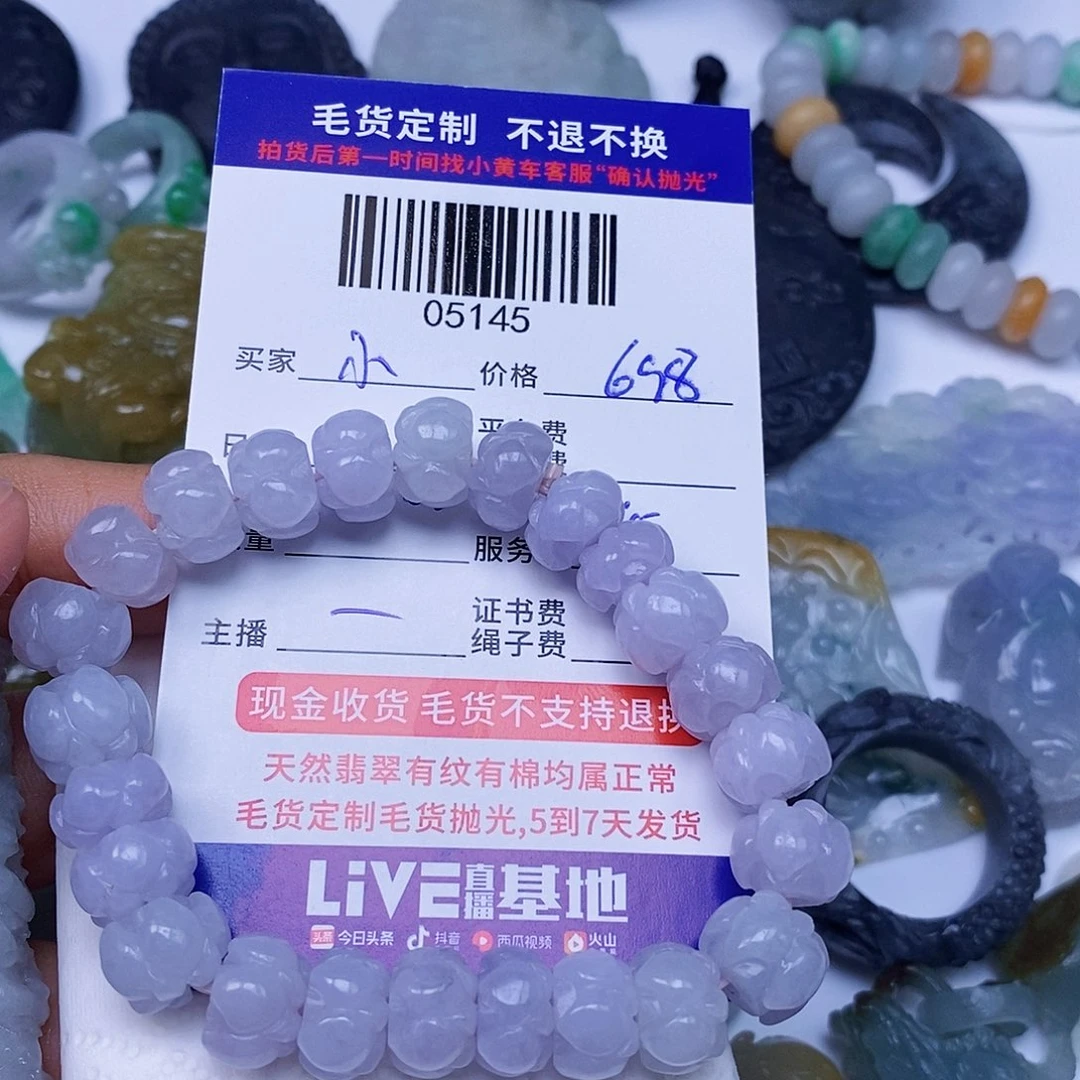 毛货定制 不退不换
拍货后第一时间找小黄车客服“确认抛光”
05145
买家 小 价格 698
费
费
量 服务
主播 一 证书费
绳子费
现金收货 毛货不支持退换
天然翡翠有纹有棉均属正常
毛货定制毛货抛光,5到7天发货
LiVE直播基地
头条 今日头条 抖音 西瓜视频 火山